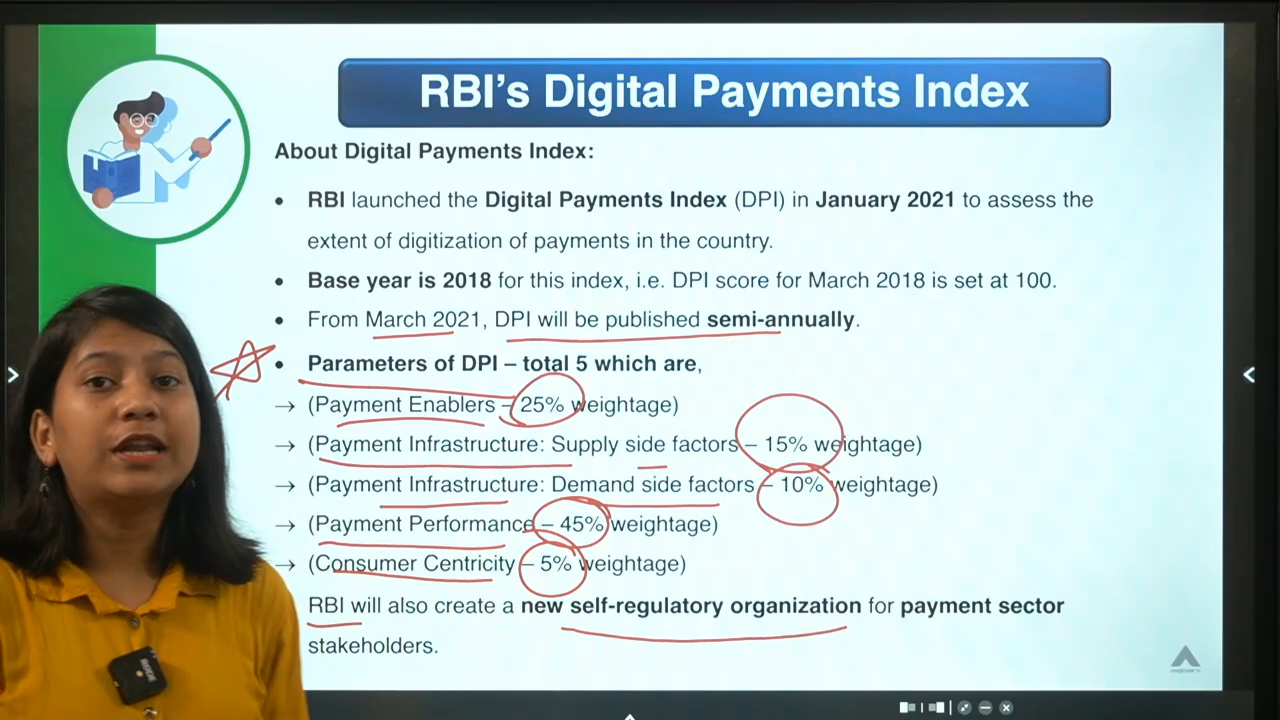 RBI's Digital Payments Index
About Digital Payments Index:
• RBI launched the Digital Payments Index (DPI) in January 2021 to assess the
extent of digitization of payments in the country.
• Base year is 2018 for this index, i.e. DPI score for March 2018 is set at 100.
• From March 2021, DPI will be published semi-annually.
• Parameters of DPI – total 5 which are,
→ (Payment Enablers – 25% weightage)
→ (Payment Infrastructure: Supply side factors – 15% weightage)
→ (Payment Infrastructure: Demand side factors – 10% weightage)
→ (Payment Performance – 45% weightage)
→ (Consumer Centricity – 5% weightage)
RBI will also create a new self-regulatory organization for payment sector
stakeholders.